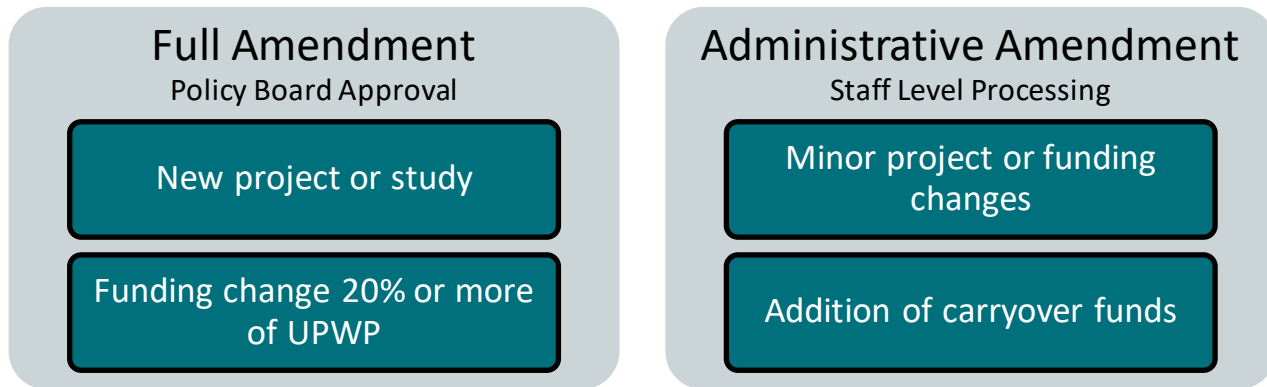 Full Amendment
Policy Board Approval
New project or study
Funding change 20% or more
of UPWP
Administrative Amendment
Staff Level Processing
Minor project or funding
changes
Addition of carryover funds